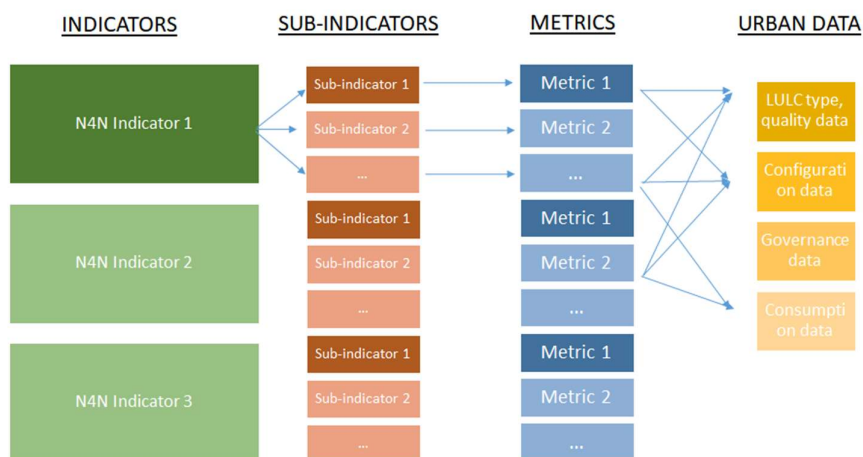 INDICATORS
SUB-INDICATORS
METRICS
URBAN DATA
N4N Indicator 1
Sub-indicator 1
Sub-indicator 2
...
Metric 1
Metric 2
...
N4N Indicator 2
Sub-indicator 1
Sub-indicator 2
...
Metric 1
Metric 2
...
N4N Indicator 3
Sub-indicator 1
Sub-indicator 2
...
Metric 1
Metric 2
...
LULC type,
quality data
Configurati
on data
Governance
data
Consumpti
on data